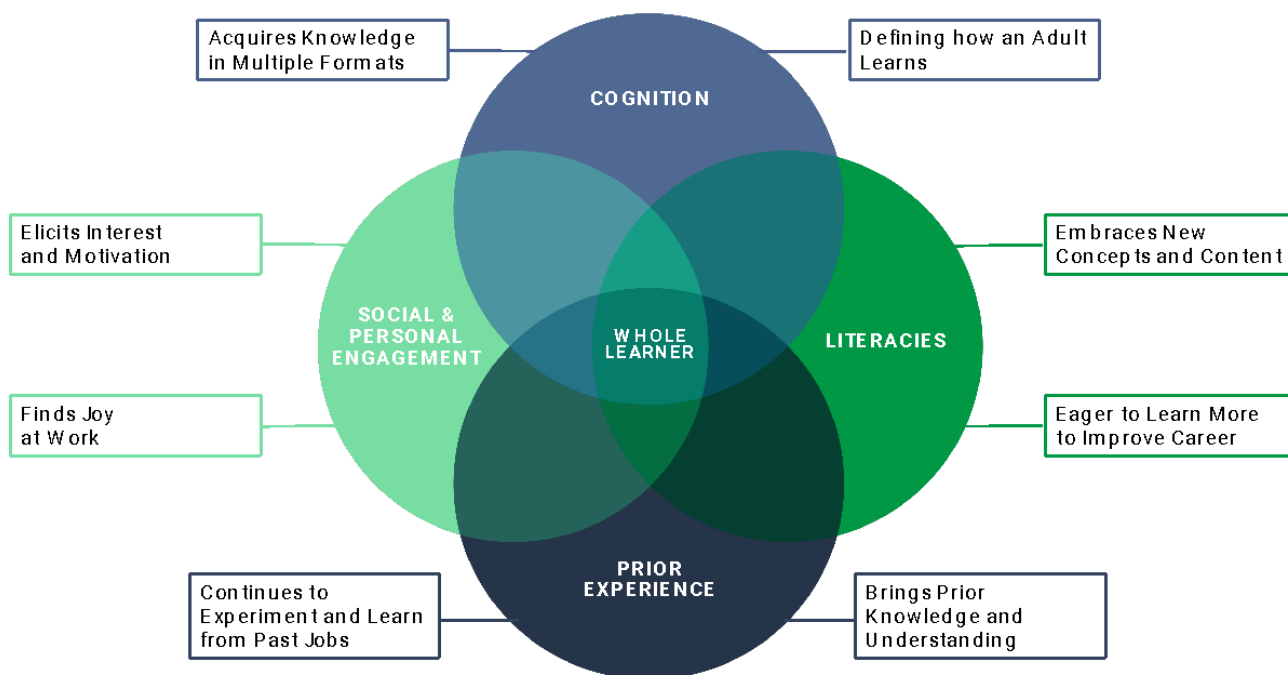 Acquires Knowledge
in Multiple Formats
Defining how an Adult
Learns
COGNITION
Elicits Interest
and Motivation
Embraces New
Concepts and Content
SOCIAL &
PERSONAL
ENGAGEMENT
WHOLE
LEARNER
LITERACIES
Finds Joy
at Work
Eager to Learn More
to Improve Career
PRIOR
EXPERIENCE
Continues to
Experiment and Learn
from Past Jobs
Brings Prior
Knowledge and
Understanding